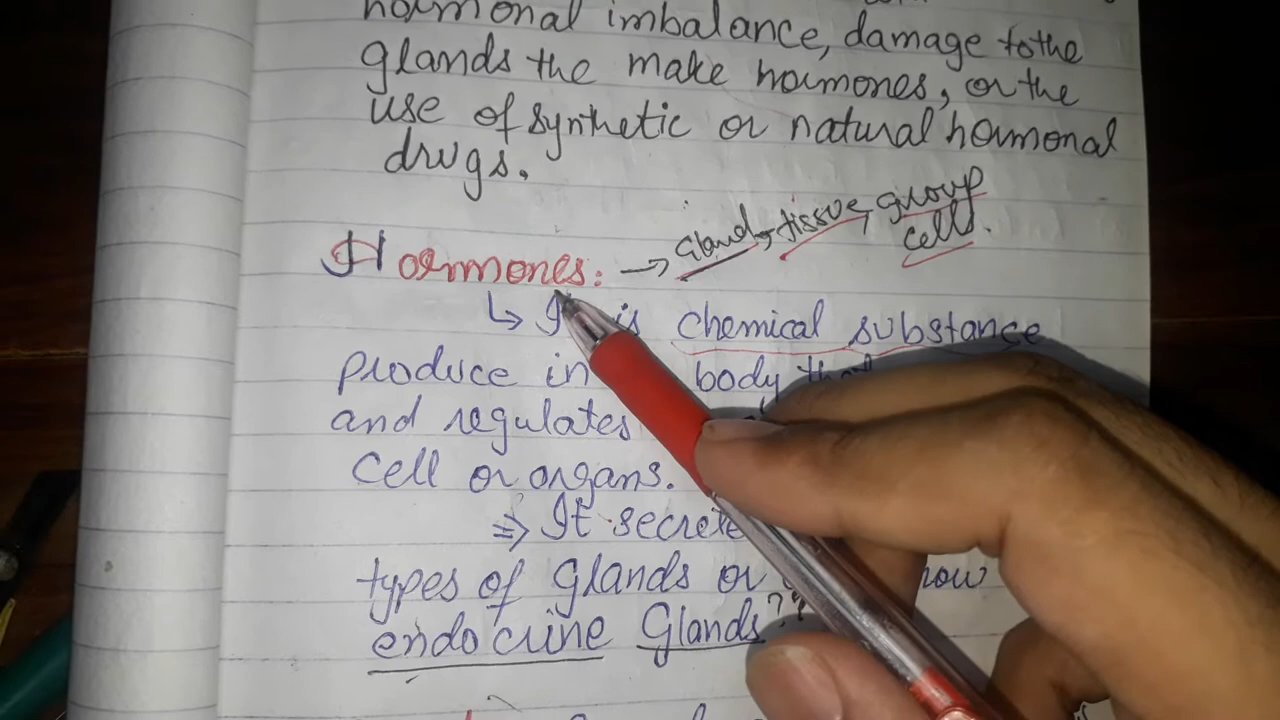 hormonal imbalance, damage to the
glands the make hormones, or the
use of synthetic or natural hormonal
drugs.
Hormones: → Gland, tissue, group
cells.
↳ is chemical substance
produce in body
and regulates
cell or organs.
⇒ It secrete
types of Glands or
endocrine Glands??